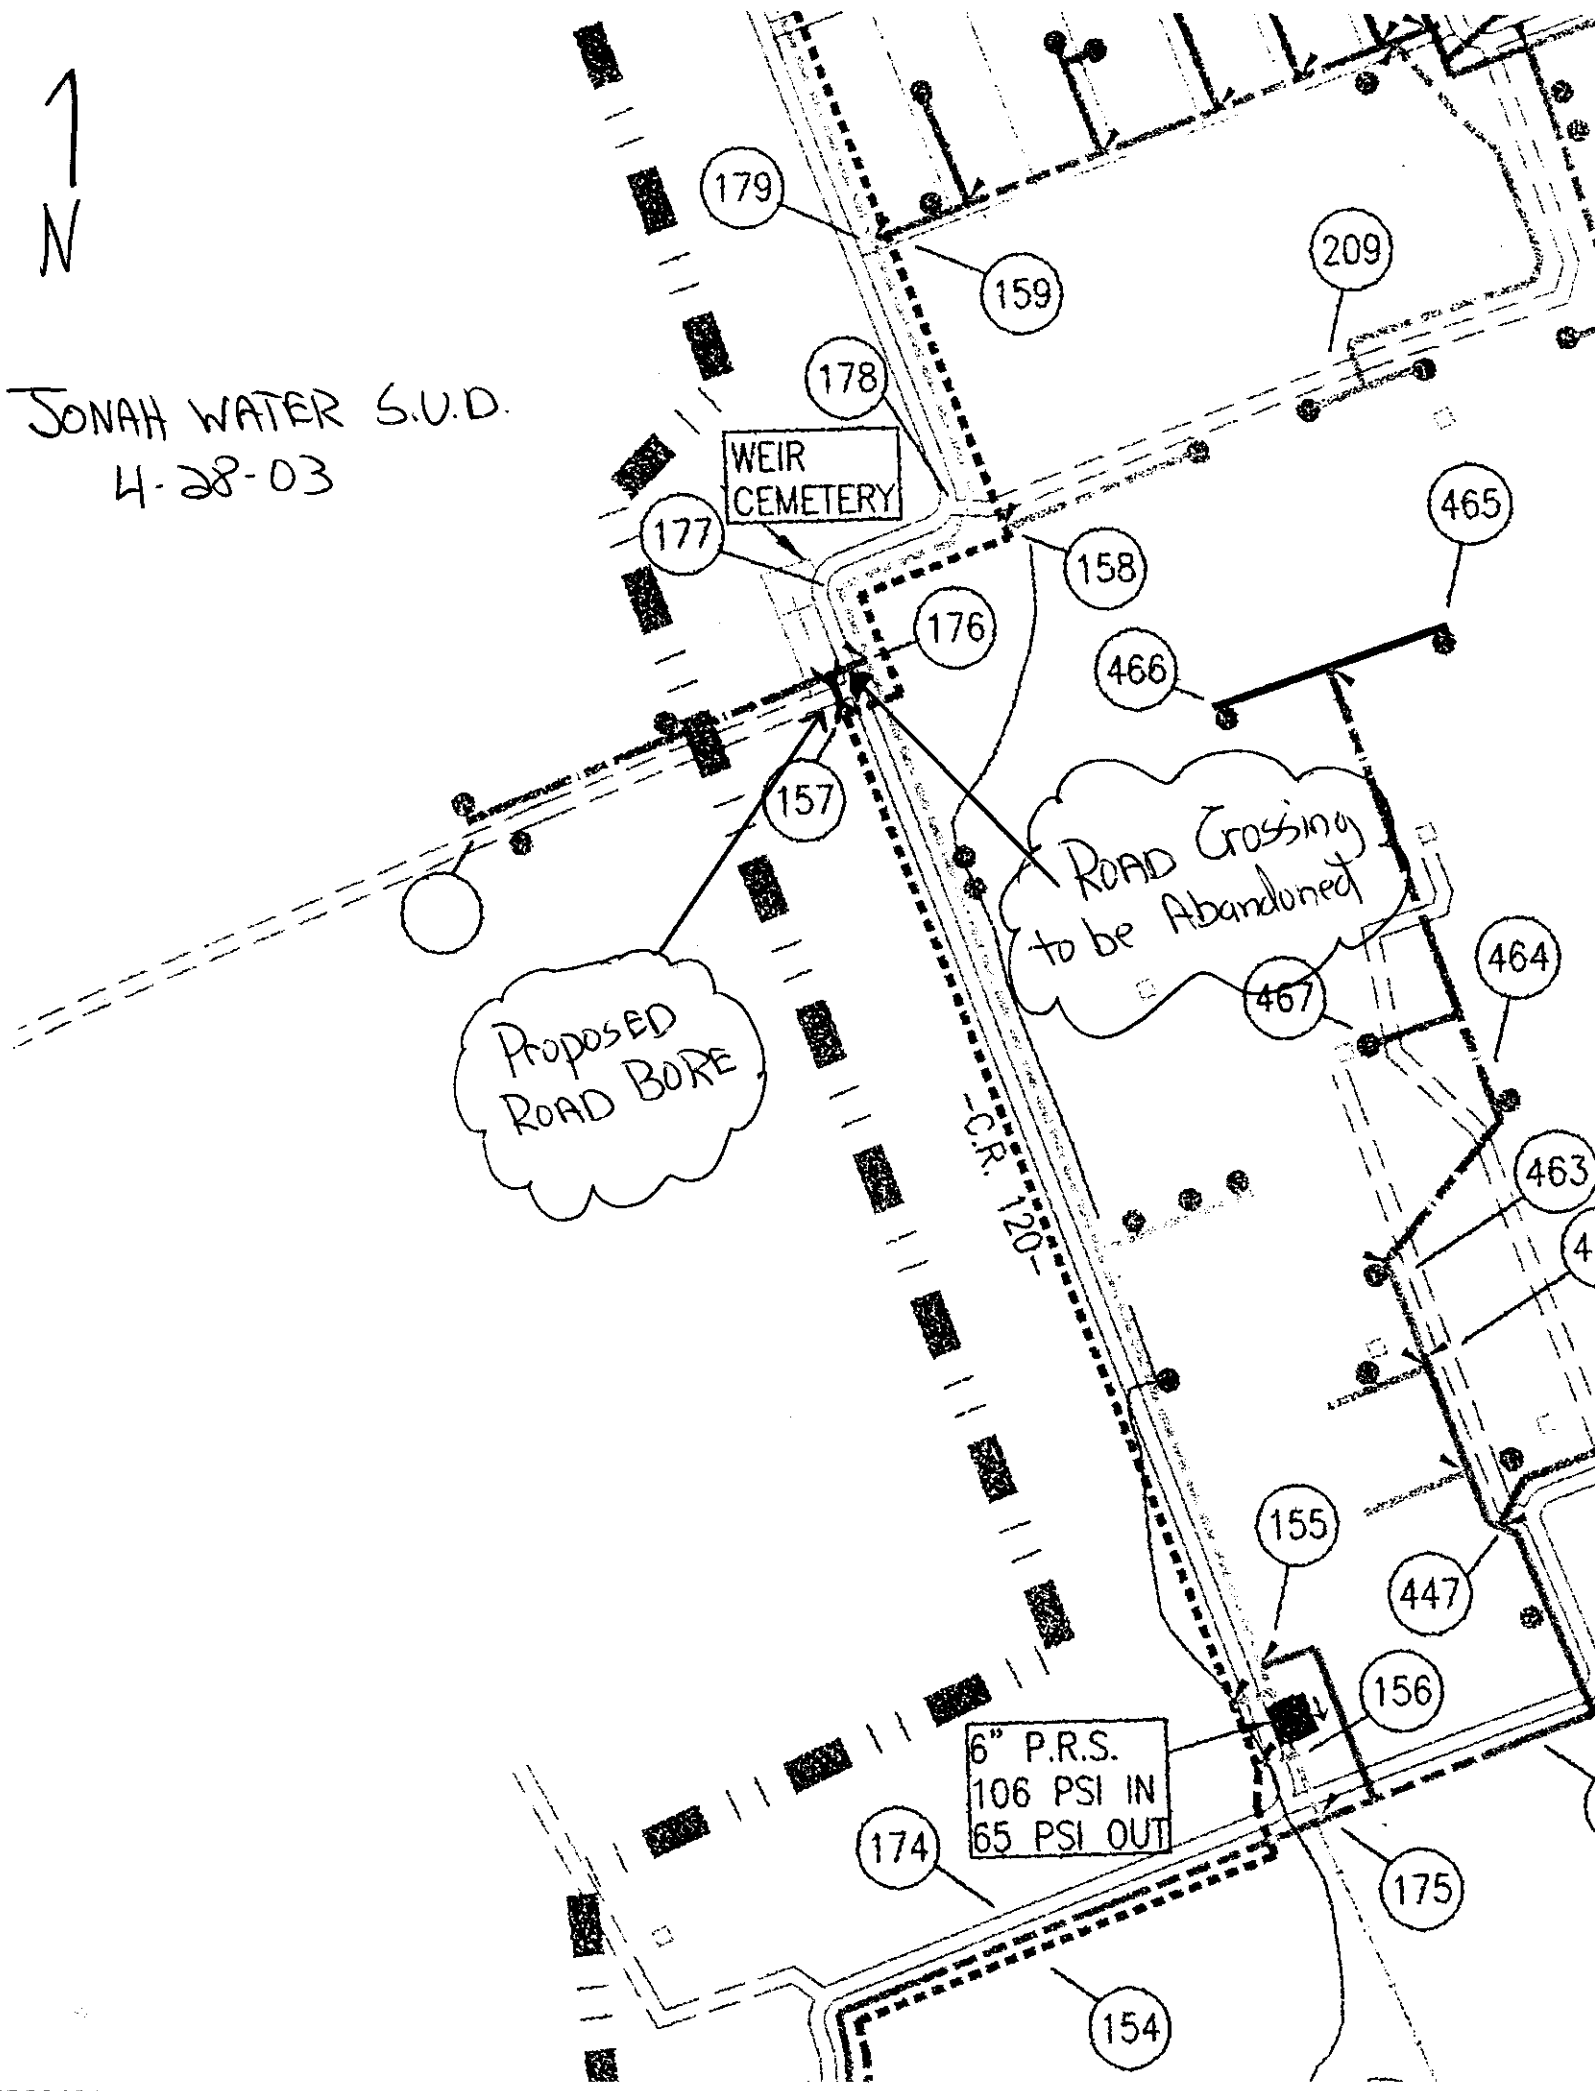 N
JONAH WATER S.U.D.
4-28-03
179
159
209
178
WEIR
CEMETERY
177
158
465
176
466
157
ROAD Crossing
to be Abandoned
467
464
Proposed
ROAD BORE
-C.R. 120-
463
4
155
447
156
6" P.R.S.
106 PSI IN
65 PSI OUT
174
175
154